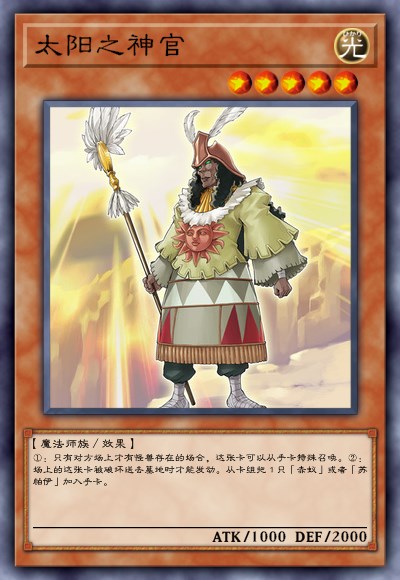 太阳之神官
ひかり
光
【魔法师族／效果】
①：只有对方场上才有怪兽存在的场合，这张卡可以从手卡特殊召唤。②：
场上的这张卡被破坏送去墓地时才能发动。从卡组把1只「赤蚁」或者「苏
帕伊」加入手卡。
ATK/1000 DEF/2000